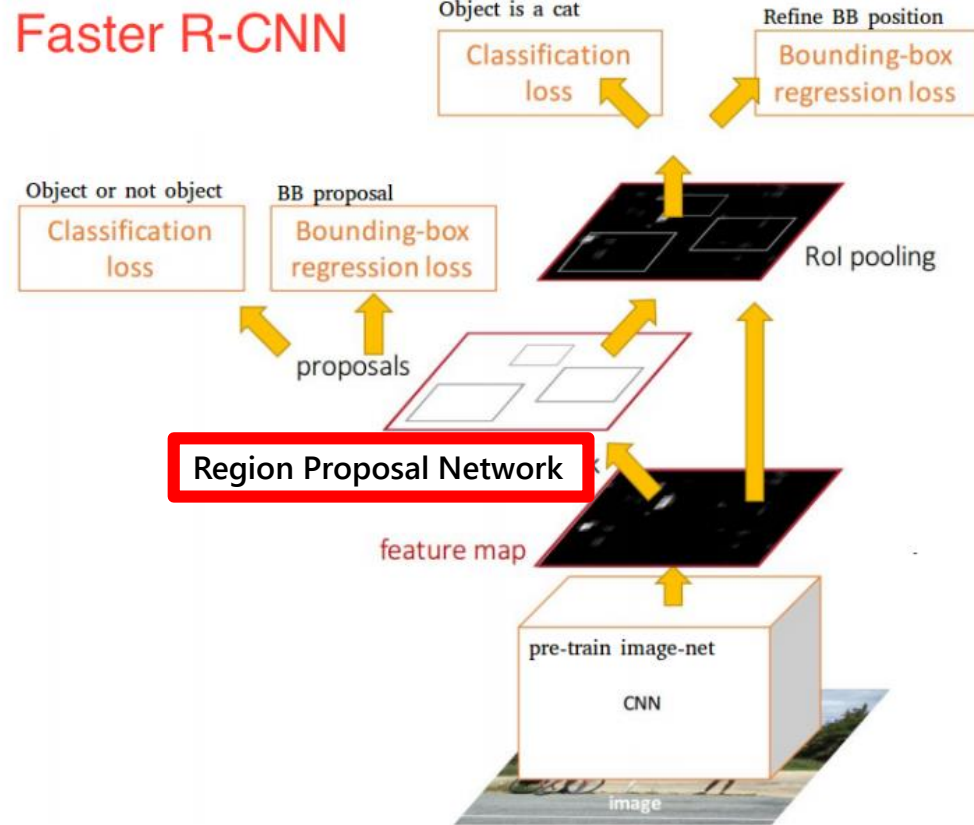 Faster R-CNN
Object is a cat
Classification
loss
Refine BB position
Bounding-box
regression loss
Object or not object
Classification
loss
BB proposal
Bounding-box
regression loss
RoI pooling
proposals
Region Proposal Network
feature map
pre-train image-net
CNN
image